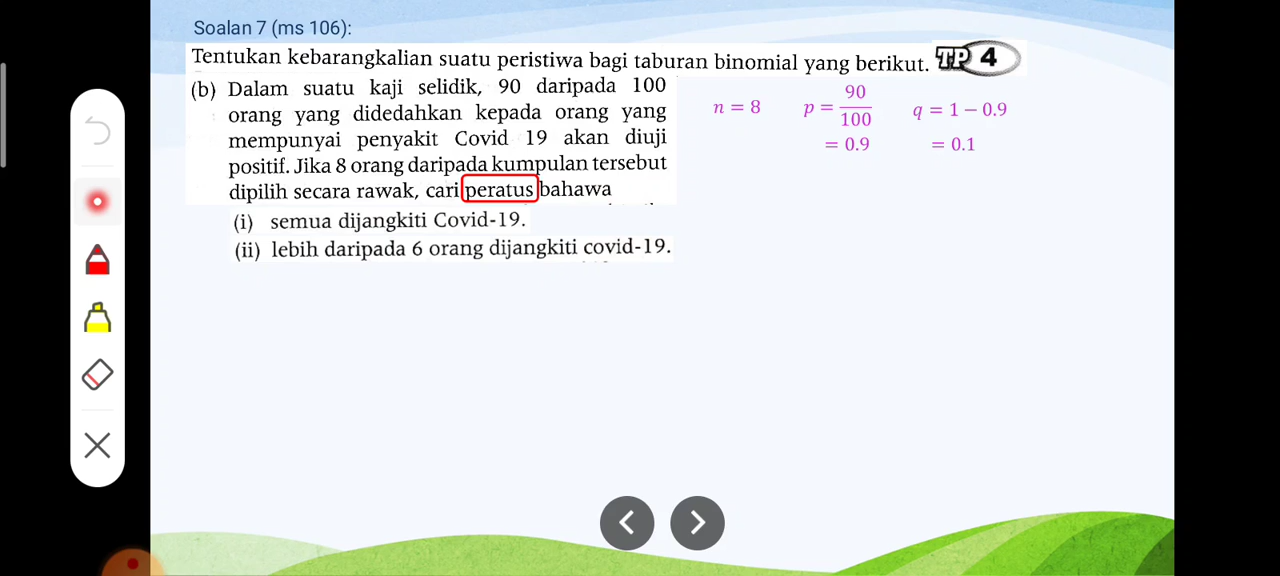 Soalan 7 (ms 106):
Tentukan kebarangkalian suatu peristiwa bagi taburan binomial yang berikut. TP 4
(b) Dalam suatu kaji selidik, 90 daripada 100
orang yang didedahkan kepada orang yang
mempunyai penyakit Covid 19 akan diuji
positif. Jika 8 orang daripada kumpulan tersebut
dipilih secara rawak, cari peratus bahawa
(i) semua dijangkiti Covid-19.
(ii) lebih daripada 6 orang dijangkiti covid-19.
n = 8
p = 90/100
= 0.9
q = 1 − 0.9
= 0.1